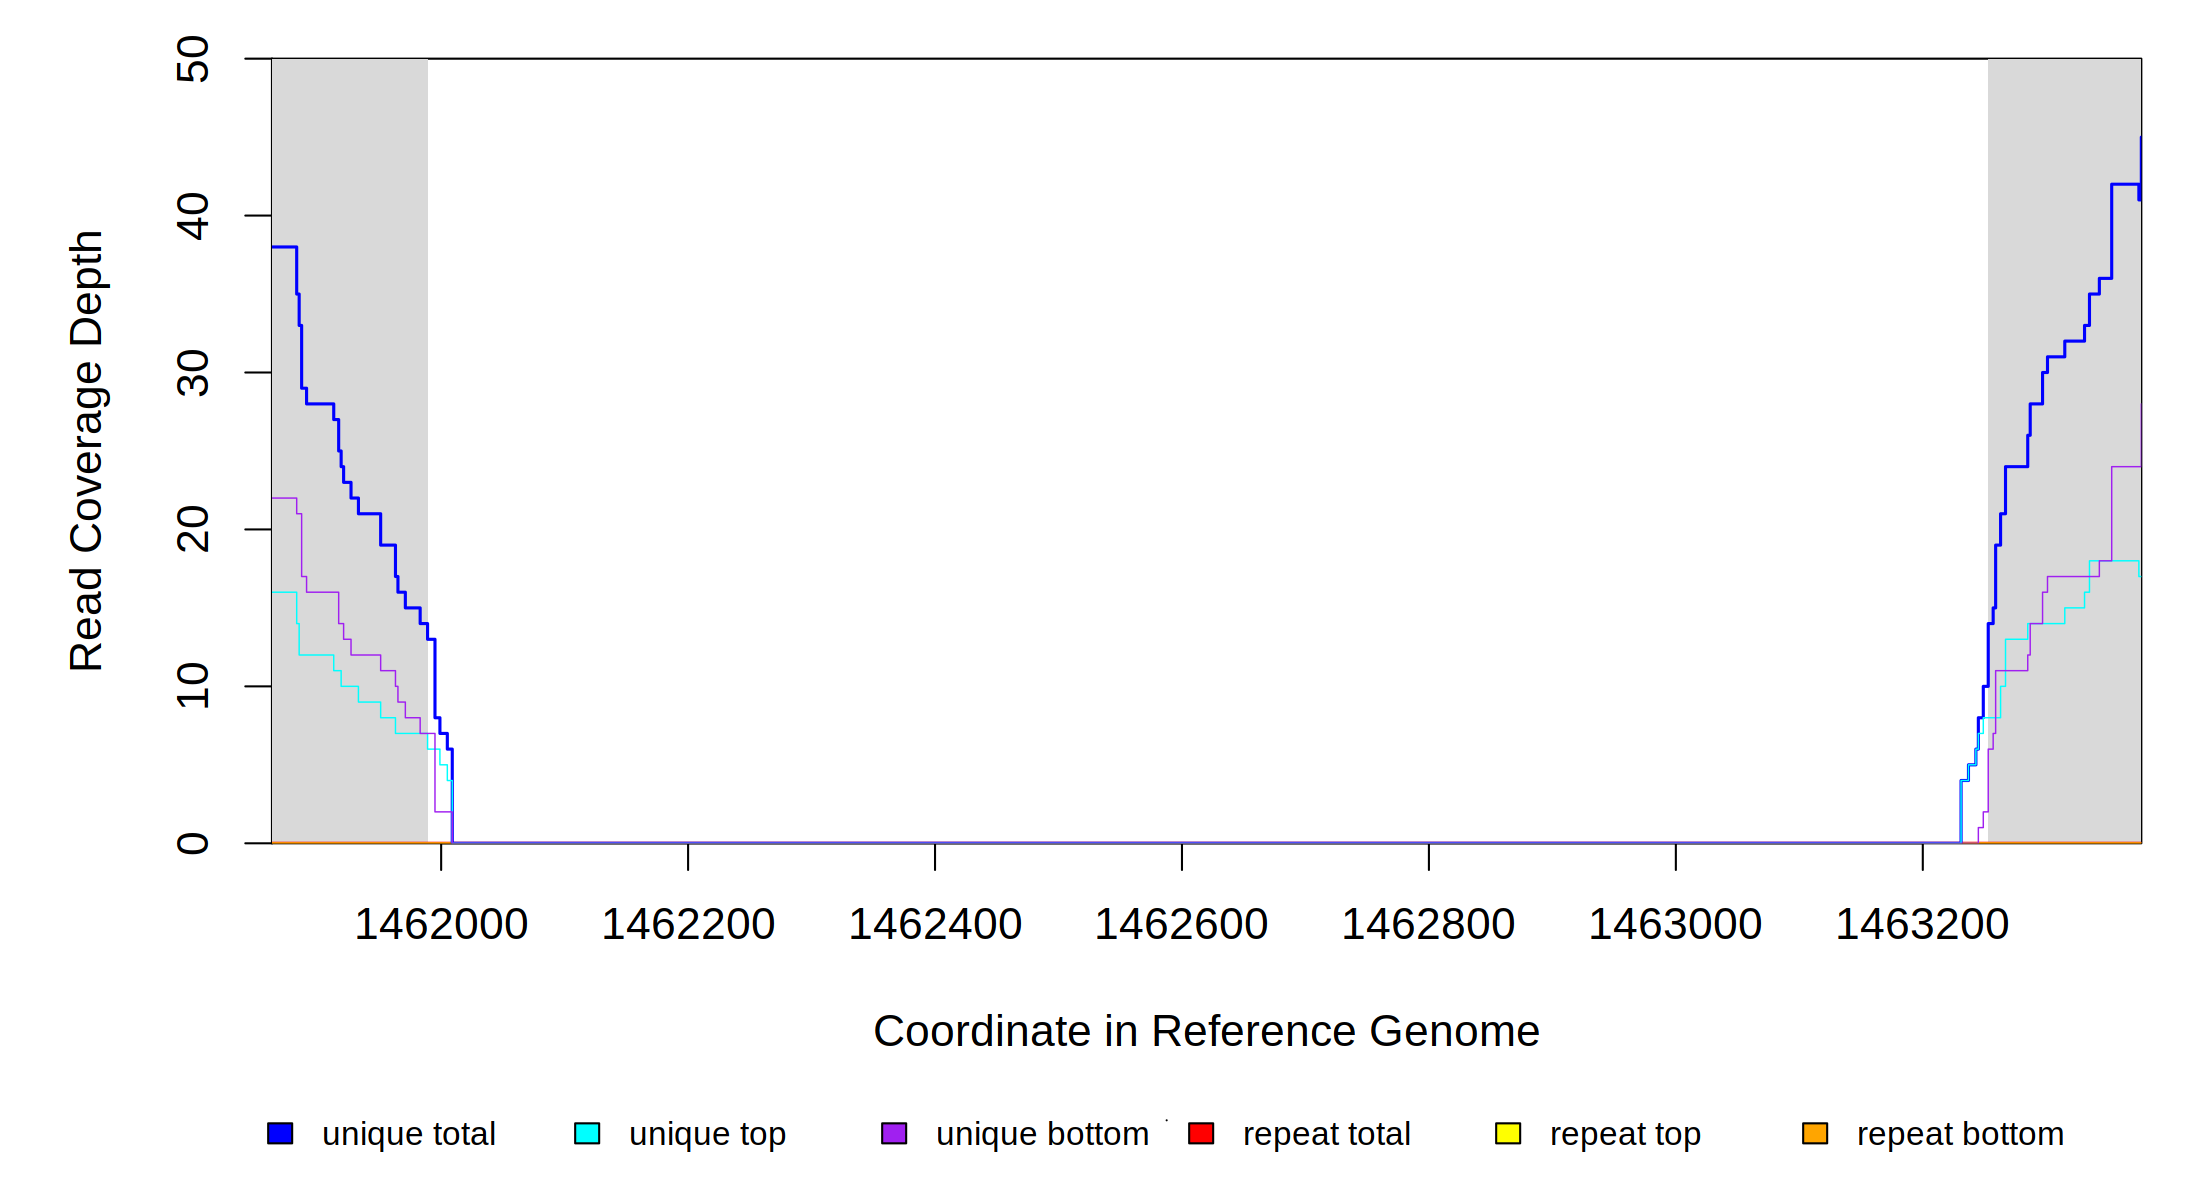 50
40
30
20
10
0
Read Coverage Depth
1462000 1462200 1462400 1462600 1462800 1463000 1463200
Coordinate in Reference Genome
unique total unique top unique bottom repeat total repeat top repeat bottom